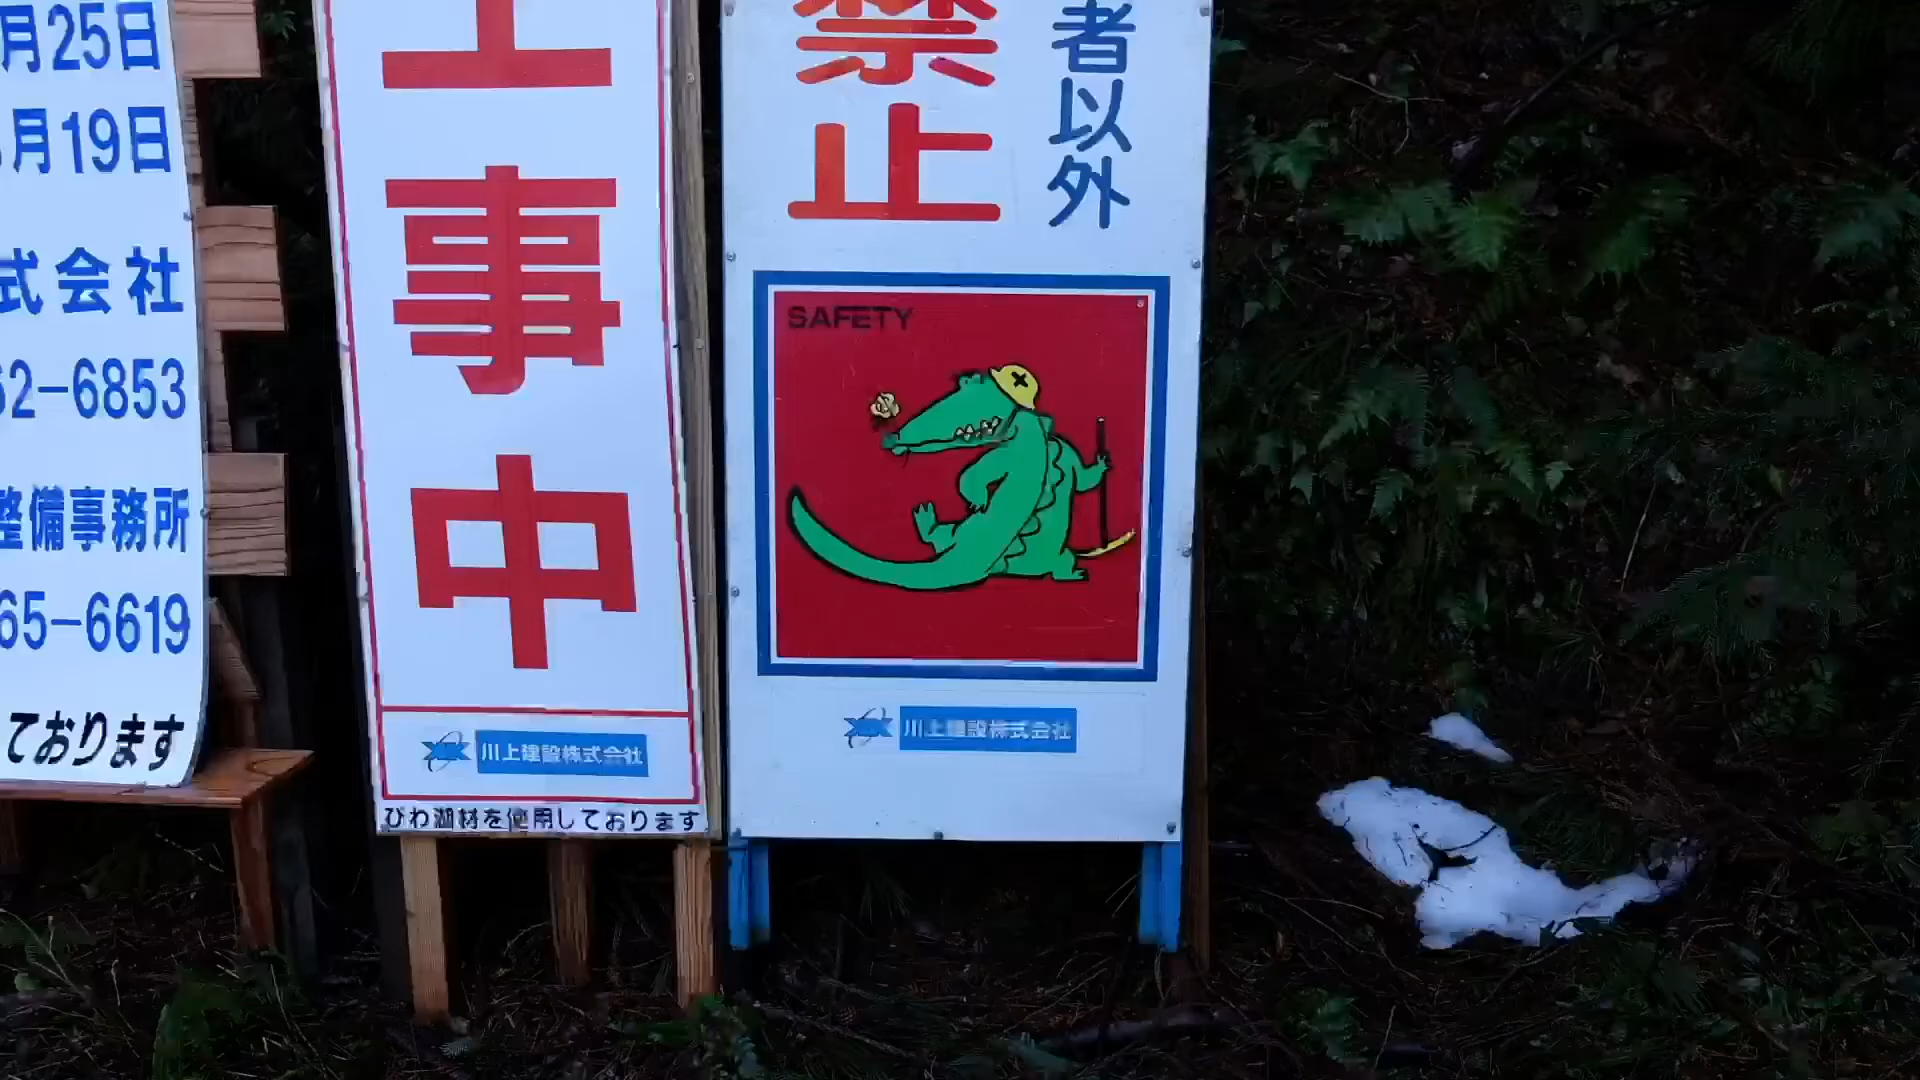 月25日
月19日
式会社
62-6853
整備事務所
65-6619
ております
工事中
川上建設株式会社
びわ湖材を使用しております
者以外
禁止
SAFETY
川上建設株式会社